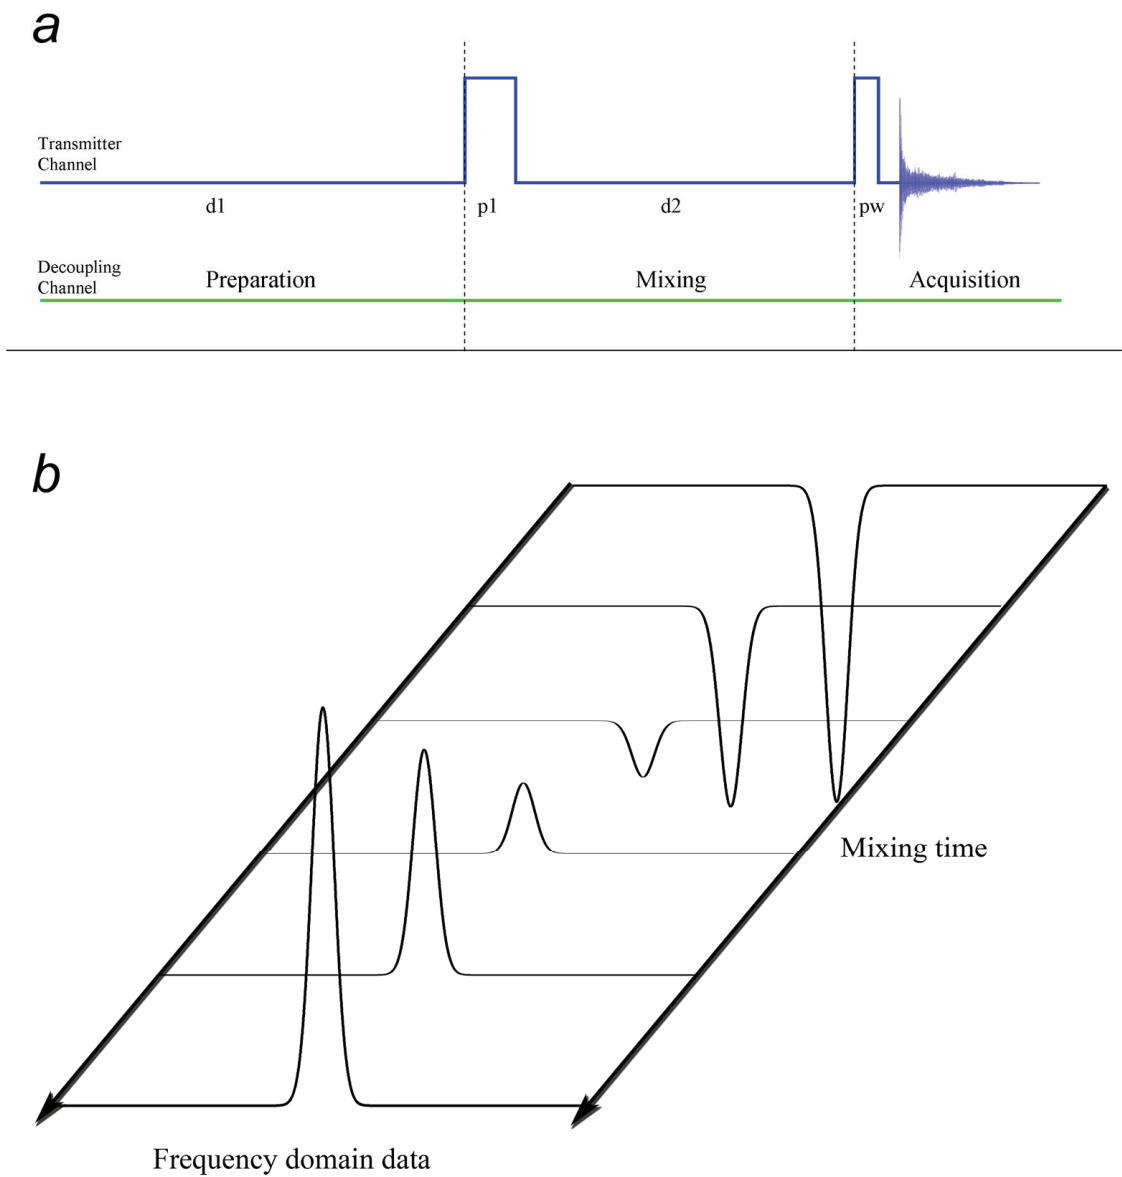 a
Transmitter
Channel
d1
p1
d2
pw
Decoupling
Channel
Preparation
Mixing
Acquisition
b
Mixing time
Frequency domain data